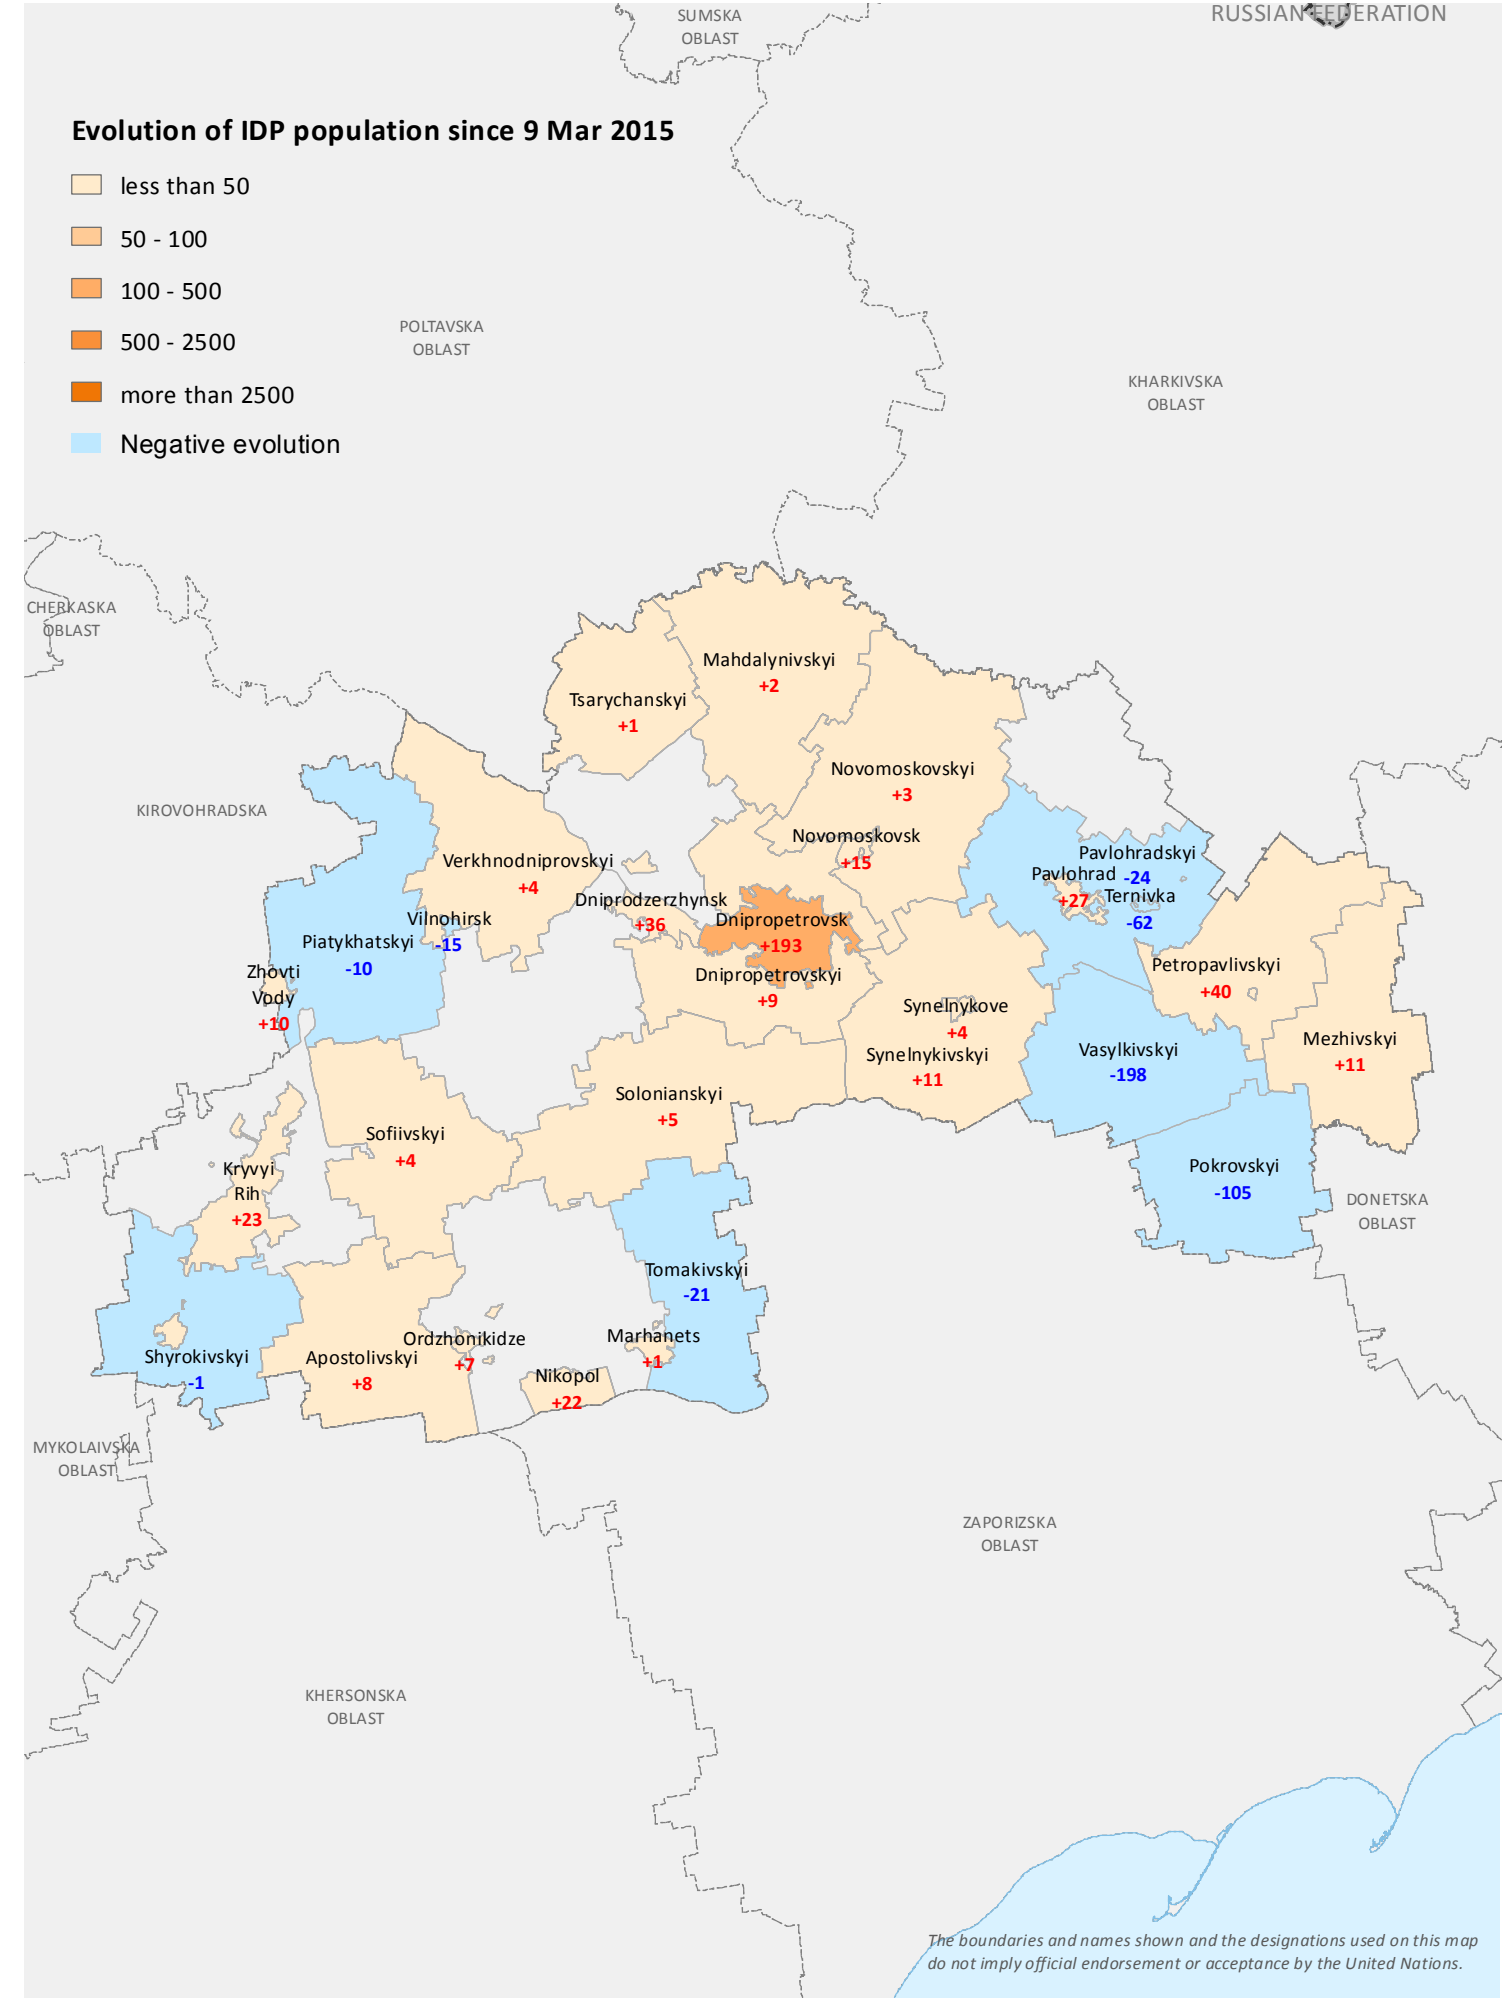 SUMSKA
OBLAST
RUSSIAN FEDERATION
Evolution of IDP population since 9 Mar 2015
less than 50
50 - 100
100 - 500
500 - 2500
more than 2500
Negative evolution
POLTAVSKA
OBLAST
KHARKIVSKA
OBLAST
CHERKASKA
OBLAST
Mahdalynivskyi
+2
Tsarychanskyi
+1
Novomoskovskyi
+3
KIROVOHRADSKA
Novomoskovsk
+15
Verkhnodniprovskyi
+4
Pavlohradskyi
-24
Pavlohrad
+27
Ternivka
-62
Dniprodzerzhynsk
+36
Vilnohirsk
-15
Dnipropetrovsk
+193
Piatykhatskyi
-10
Petropavlivskyi
+40
Zhovti
Vody
+10
Dnipropetrovskyi
+9
Synelnykove
+4
Mezhivskyi
+11
Vasylkivskyi
-198
Synelnykivskyi
+11
Solonianskyi
+5
Sofiivskyi
+4
Kryvyi
Rih
+23
Pokrovskyi
-105
DONETSKA
OBLAST
Tomakivskyi
-21
Marhanets
+1
Ordzhonikidze
+7
Shyrokivskyi
-1
Apostolivskyi
+8
Nikopol
+22
MYKOLAIVSKA
OBLAST
ZAPORIZSKA
OBLAST
KHERSONSKA
OBLAST
The boundaries and names shown and the designations used on this map
do not imply official endorsement or acceptance by the United Nations.